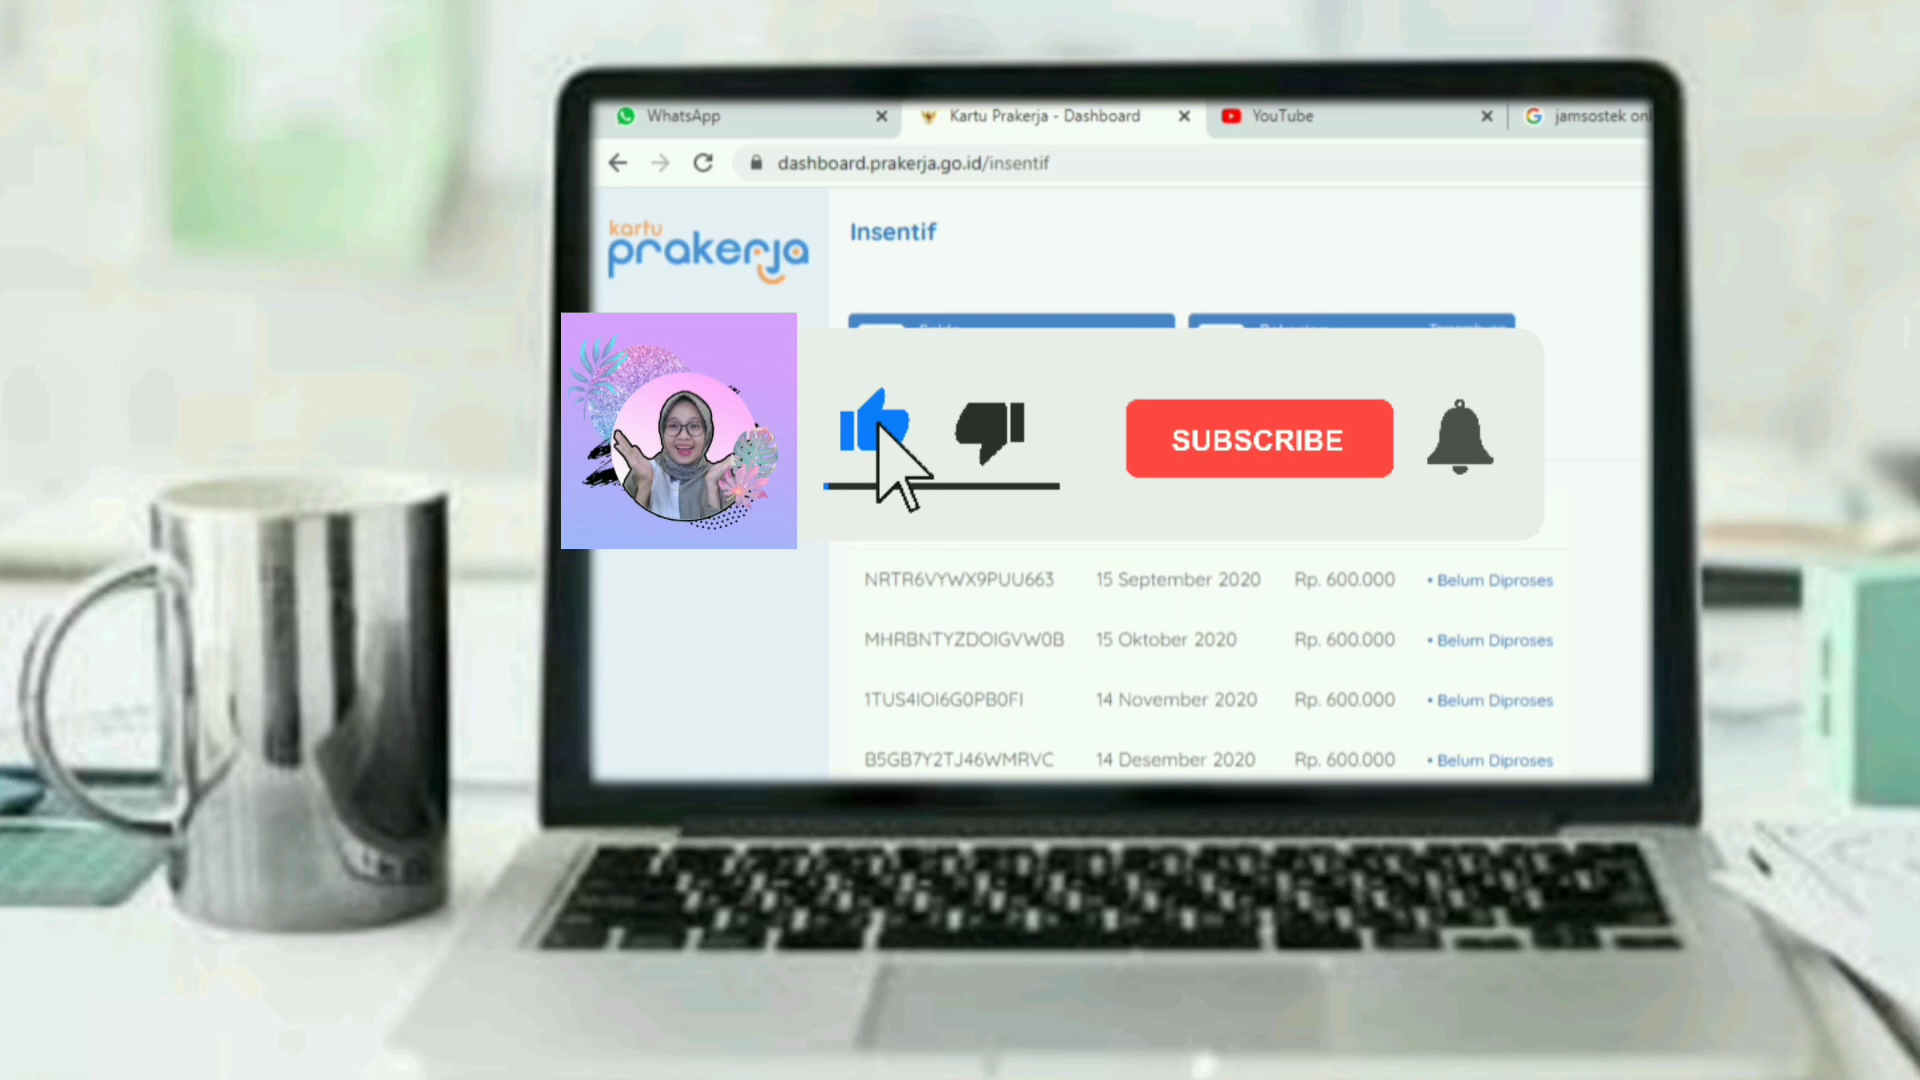 WhatsApp
Kartu Prakerja - Dashboard
YouTube
jamsostek onl
dashboard.prakerja.go.id/insentif
kartu
prakerja
Insentif
SUBSCRIBE
NRTR6VYWX9PUU663 15 September 2020 Rp. 600.000 • Belum Diproses
MHRBNTYZDOIGVW0B 15 Oktober 2020 Rp. 600.000 • Belum Diproses
1TUS4IOI6G0PB0FI 14 November 2020 Rp. 600.000 • Belum Diproses
B5GB7Y2TJ46WMRVC 14 Desember 2020 Rp. 600.000 • Belum Diproses